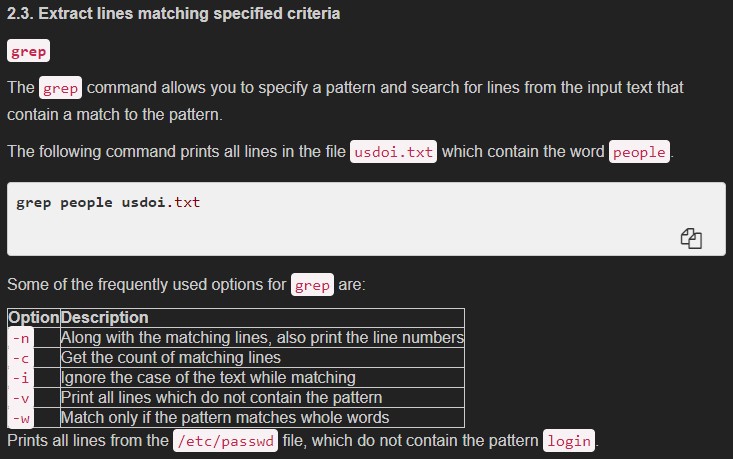 2.3. Extract lines matching specified criteria
grep
The grep command allows you to specify a pattern and search for lines from the input text that
contain a match to the pattern.
The following command prints all lines in the file usdoi.txt which contain the word people.
grep people usdoi.txt
Some of the frequently used options for grep are:
Option Description
-n Along with the matching lines, also print the line numbers
-c Get the count of matching lines
-i Ignore the case of the text while matching
-v Print all lines which do not contain the pattern
-w Match only if the pattern matches whole words
Prints all lines from the /etc/passwd file, which do not contain the pattern login.